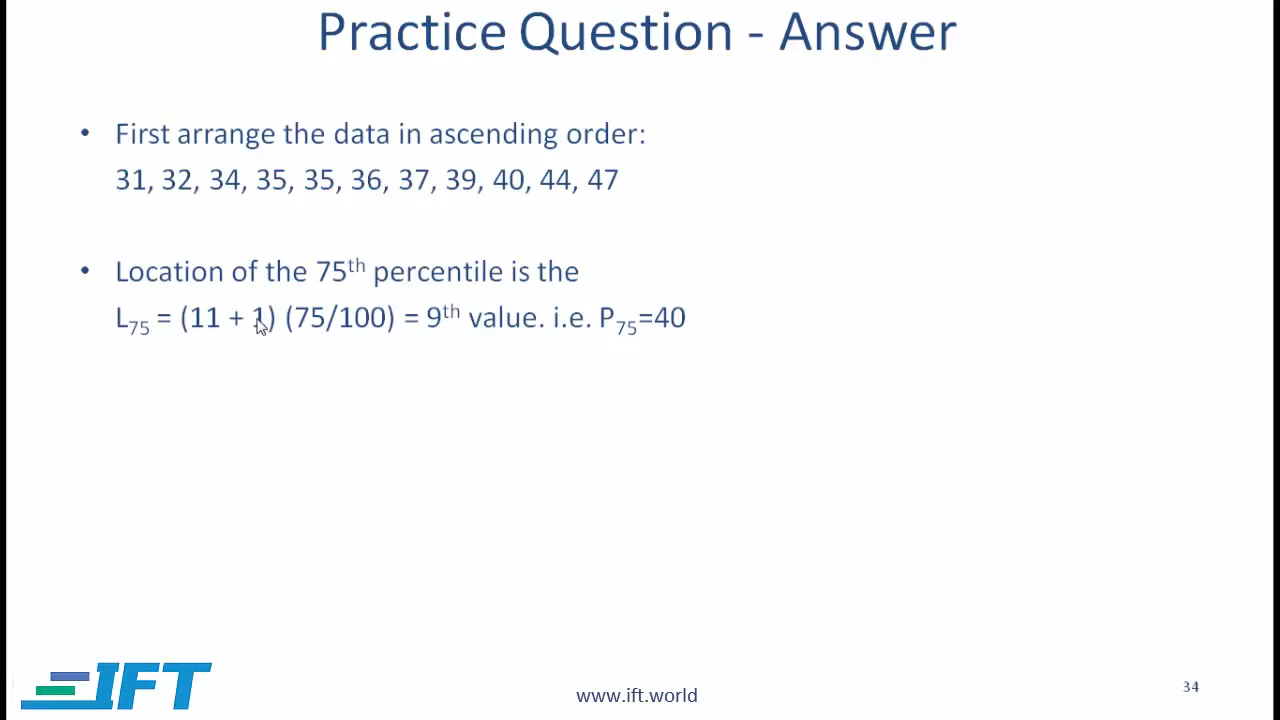 Practice Question - Answer
• First arrange the data in ascending order:
31, 32, 34, 35, 35, 36, 37, 39, 40, 44, 47
• Location of the 75th percentile is the
L75 = (11 + 1) (75/100) = 9th value. i.e. P75=40
IFT
www.ift.world
34